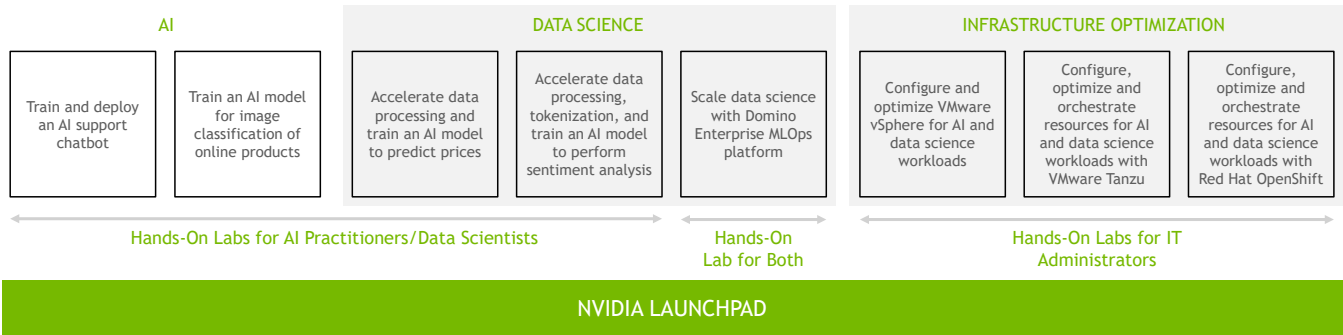 AI
Train and deploy
an AI support
chatbot
Train an AI model
for image
classification of
online products
DATA SCIENCE
Accelerate data
processing and
train an AI model
to predict prices
Accelerate data
processing,
tokenization, and
train an AI model
to perform
sentiment analysis
Scale data science
with Domino
Enterprise MLOps
platform
INFRASTRUCTURE OPTIMIZATION
Configure and
optimize VMware
vSphere for AI and
data science
workloads
Configure,
optimize and
orchestrate
resources for AI
and data science
workloads with
VMware Tanzu
Configure,
optimize and
orchestrate
resources for AI
and data science
workloads with
Red Hat OpenShift
Hands-On Labs for AI Practitioners/Data Scientists
Hands-On
Lab for Both
Hands-On Labs for IT
Administrators
NVIDIA LAUNCHPAD